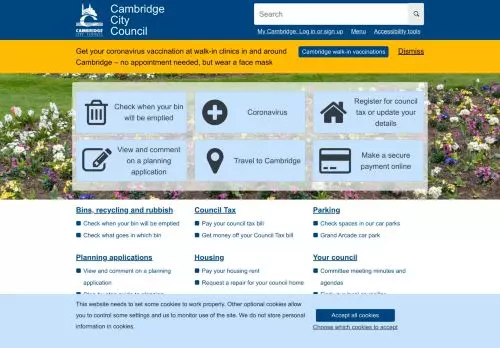 CAMBRIDGE
CITY COUNCIL
Cambridge
City
Council
Search
My Cambridge: Log in or sign up
Menu
Accessibility tools
Get your coronavirus vaccination at walk-in clinics in and around
Cambridge – no appointment needed, but wear a face mask
Cambridge walk-in vaccinations
Dismiss
Check when your bin
will be emptied
Coronavirus
Register for council
tax or update your
details
View and comment
on a planning
application
Travel to Cambridge
Make a secure
payment online
Bins, recycling and rubbish
Check when your bin will be emptied
Check what goes in which bin
Council Tax
Pay your council tax bill
Get money off your Council Tax bill
Parking
Check spaces in our car parks
Grand Arcade car park
Planning applications
View and comment on a planning
application
Housing
Pay your housing rent
Request a repair for your council home
Your council
Committee meeting minutes and
agendas
This website needs to set some cookies to work properly. Other optional cookies allow
you to control some settings and us to monitor use of the site. We do not store personal
information in cookies.
Accept all cookies
Choose which cookies to accept